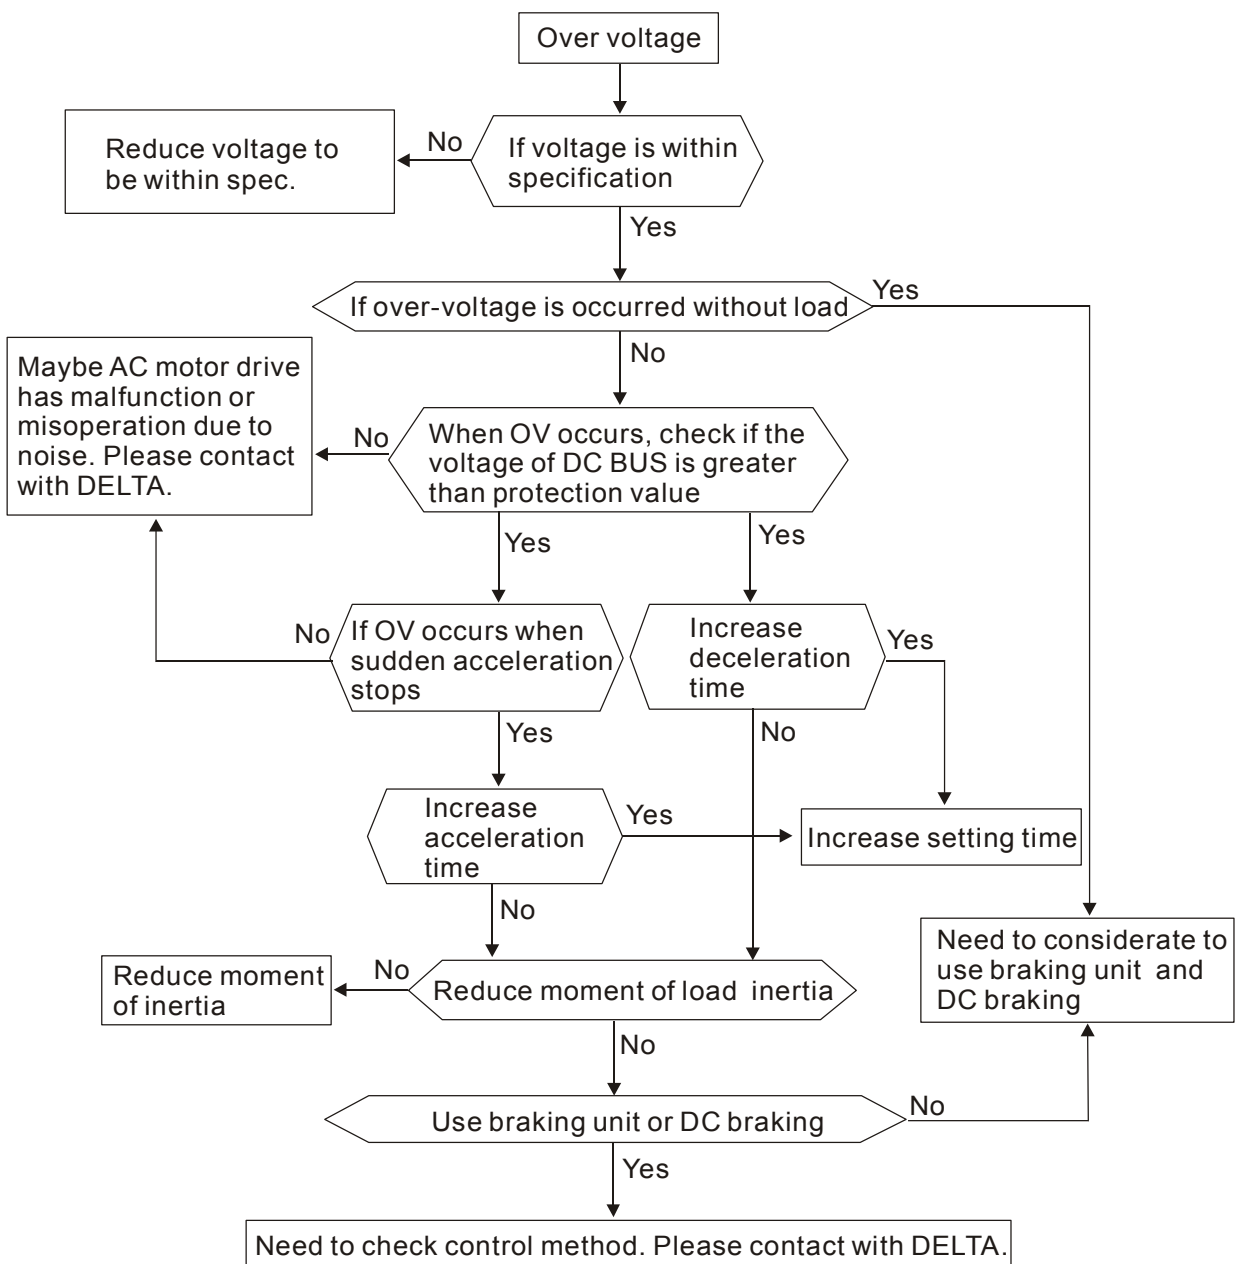 Over voltage
No
If voltage is within
specification
Reduce voltage to
be within spec.
Yes
If over-voltage is occurred without load
Yes
No
Maybe AC motor drive
has malfunction or
misoperation due to
noise. Please contact
with DELTA.
No
When OV occurs, check if the
voltage of DC BUS is greater
than protection value
Yes
Yes
No
If OV occurs when
sudden acceleration
stops
Increase
deceleration
time
Yes
Yes
No
Increase
acceleration
time
Yes
Increase setting time
No
Need to considerate to
use braking unit and
DC braking
Reduce moment
of inertia
No
Reduce moment of load inertia
No
Use braking unit or DC braking
No
Yes
Need to check control method. Please contact with DELTA.